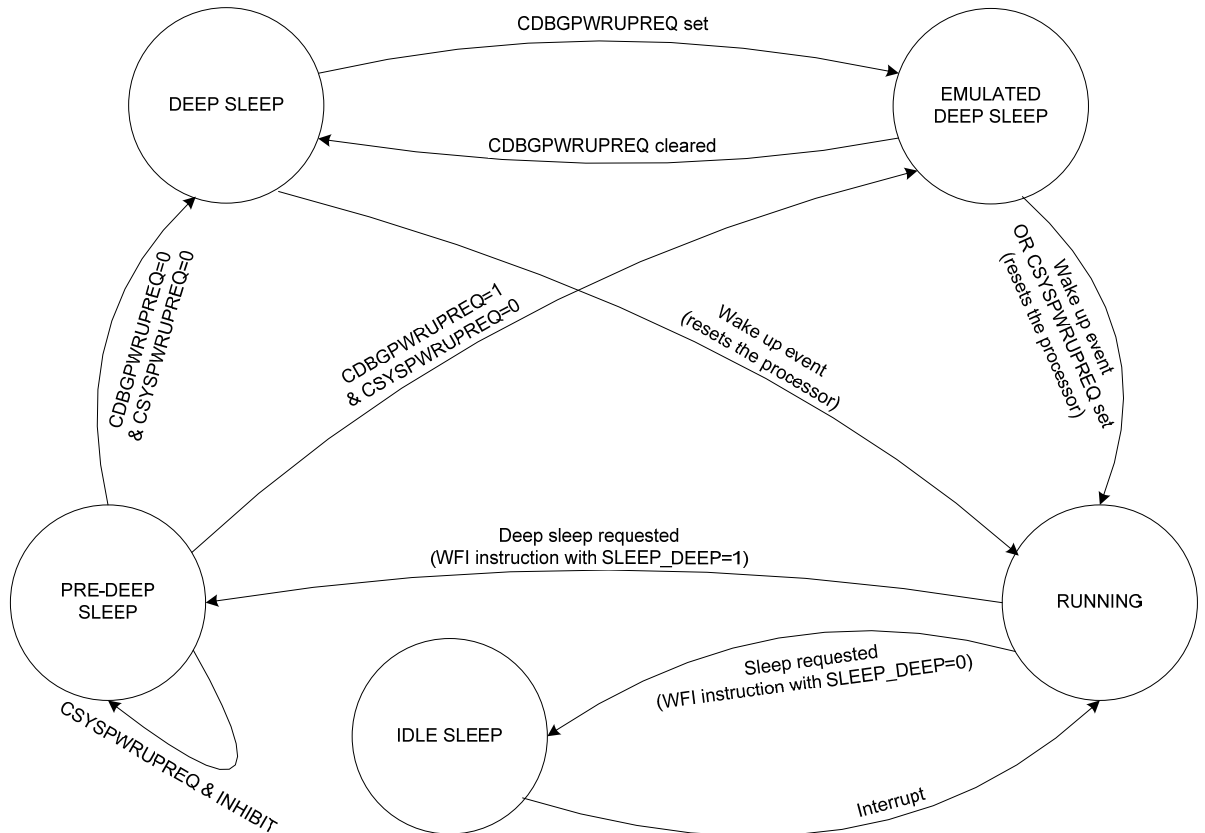 CDBGPWRUPREQ set
DEEP SLEEP
EMULATED
DEEP SLEEP
CDBGPWRUPREQ cleared
CDBGPWRUPREQ=0
& CSYSPWRUPREQ=0
CDBGPWRUPREQ=1
& CSYSPWRUPREQ=0
Wake up event
(resets the processor)
Wake up event
OR CSYSPWRUPREQ set
(resets the processor)
Deep sleep requested
(WFI instruction with SLEEP_DEEP=1)
PRE-DEEP
SLEEP
RUNNING
Sleep requested
(WFI instruction with SLEEP_DEEP=0)
IDLE SLEEP
CSYSPWRUPREQ & INHIBIT
Interrupt